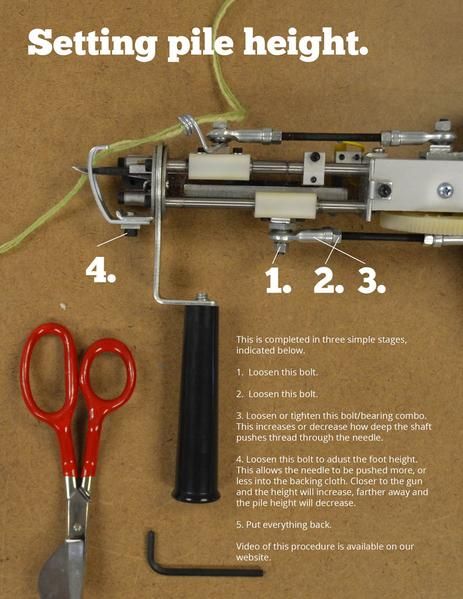 Setting pile height.
4.
1. 2. 3.
This is completed in three simple stages,
indicated below.
1. Loosen this bolt.
2. Loosen this bolt.
3. Loosen or tighten this bolt/bearing combo.
This increases or decrease how deep the shaft
pushes thread through the needle.
4. Loosen this bolt to adust the foot height.
This allows the needle to be pushed more, or
less into the backing cloth. Closer to the gun
and the height will increase, farther away and
the pile height will decrease.
5. Put everything back.
Video of this procedure is available on our
website.